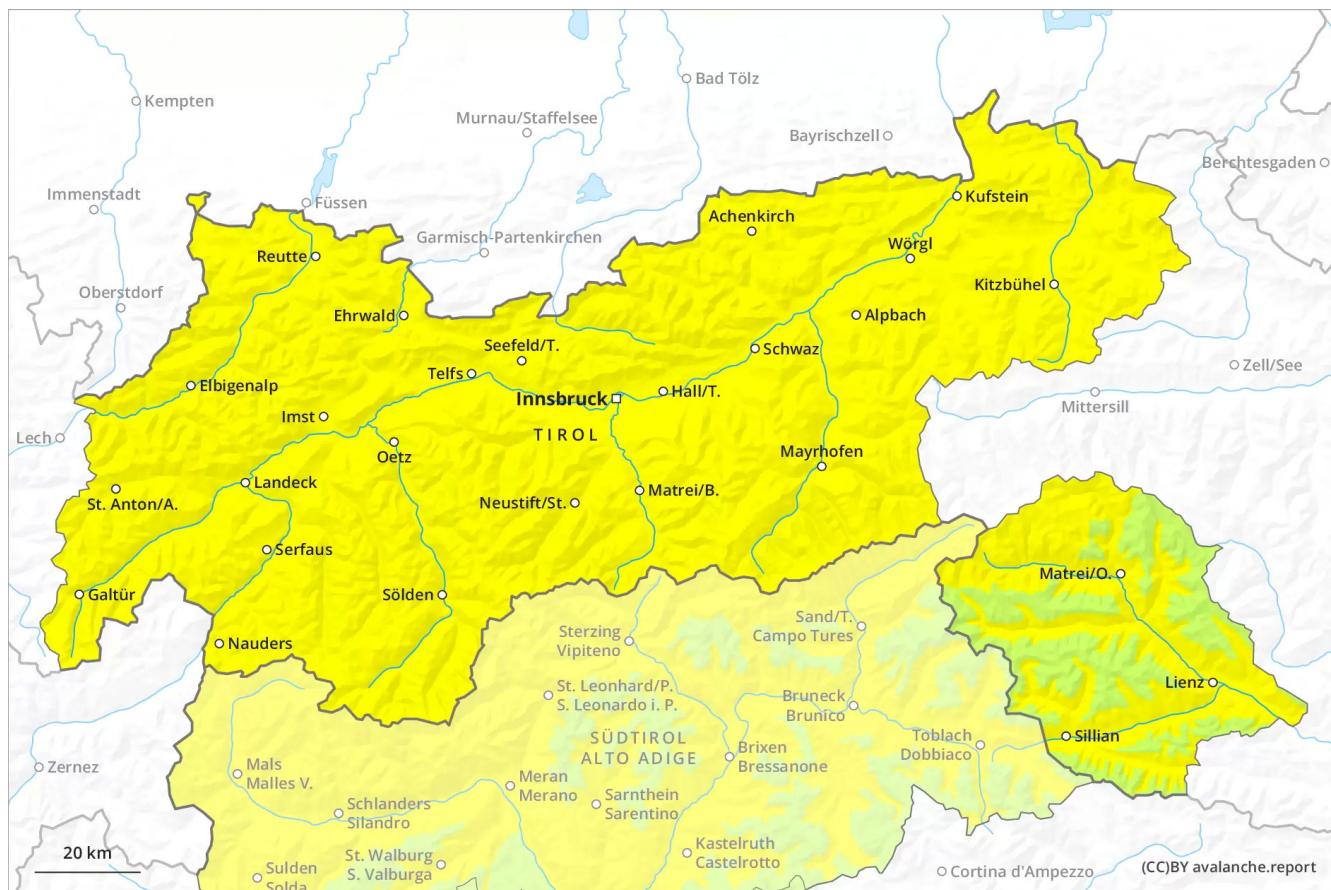 Kempten
Bad Tölz
Murnau/Staffelsee
Bayrischzell
Berchtesgaden
Immenstadt
Füssen
Kufstein
Achenkirch
Garmisch-Partenkirchen
Wörgl
Reutte
Oberstdorf
Kitzbühel
Ehrwald
Alpbach
Seefeld/T.
Schwaz
Zell/See
Telfs
Elbigenalp
Hall/T.
Innsbruck
Mittersill
Imst
TIROL
Lech
Oetz
Mayrhofen
Landeck
Matrei/B.
St. Anton/A.
Neustift/St.
Serfaus
Matrei/O.
Galtür
Sölden
Sand/T.
Campo Tures
Nauders
Sterzing
Vipiteno
Lienz
St. Leonhard/P.
S. Leonardo i. P.
Bruneck
Brunico
SÜDTIROL
ALTO ADIGE
Toblach
Dobbiaco
Sillian
Brixen
Bressanone
Zernez
Mals
Malles V.
Meran
Merano
Sarnthein
Sarentino
Schlanders
Silandro
20 km
St. Walburg
S. Valburga
Kastelruth
Castelrotto
Sulden
Solda
Cortina d'Ampezzo
(CC)BY avalanche.report